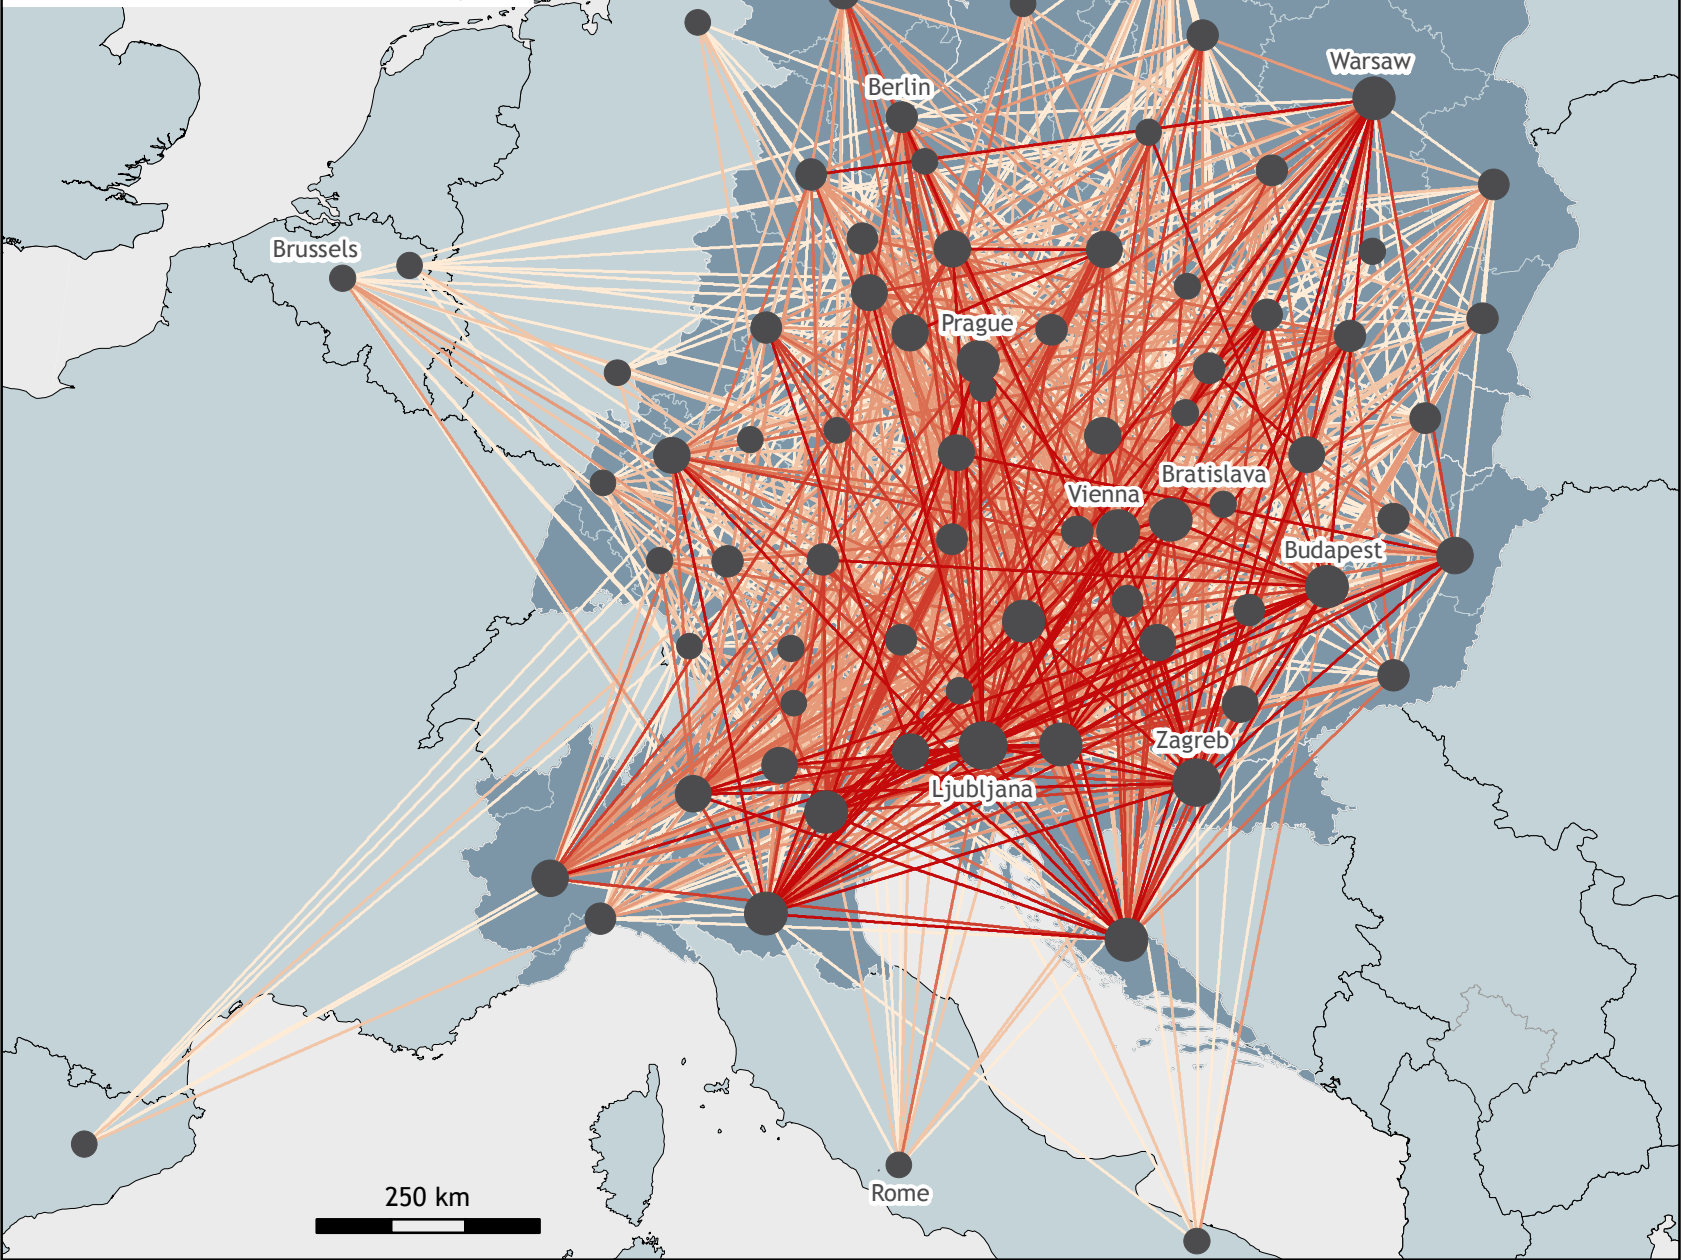 Warsaw
Berlin
Brussels
Prague
Bratislava
Vienna
Budapest
Zagreb
Ljubljana
250 km
Rome